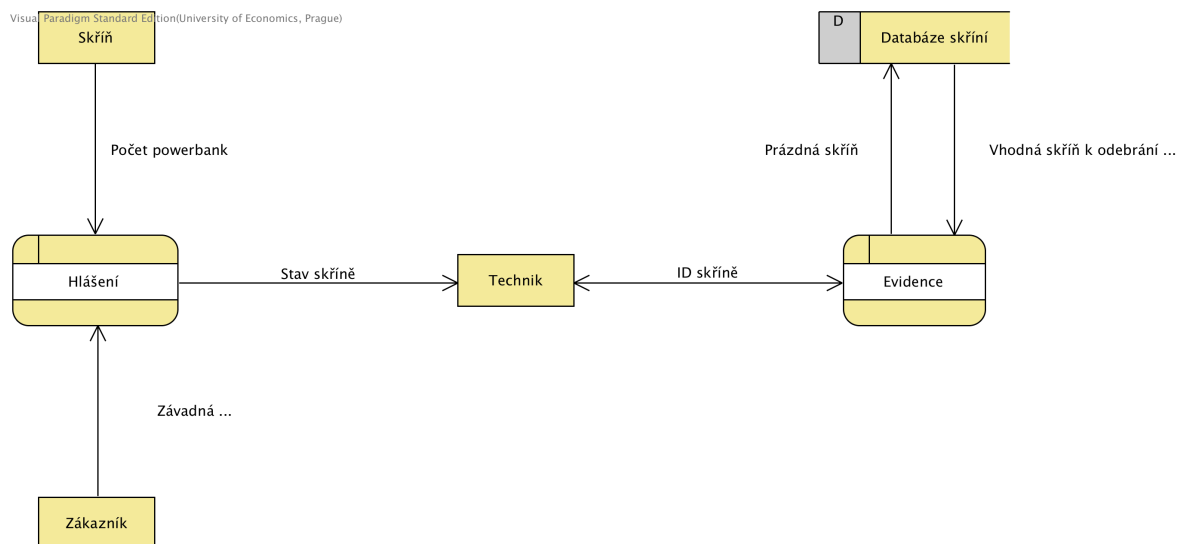 Visual Paradigm Standard Edition(University of Economics, Prague)
Skříň
D
Databáze skříní
Počet powerbank
Prázdná skříň
Vhodná skříň k odebrání ...
Hlášení
Stav skříně
Technik
ID skříně
Evidence
Závadná ...
Zákazník